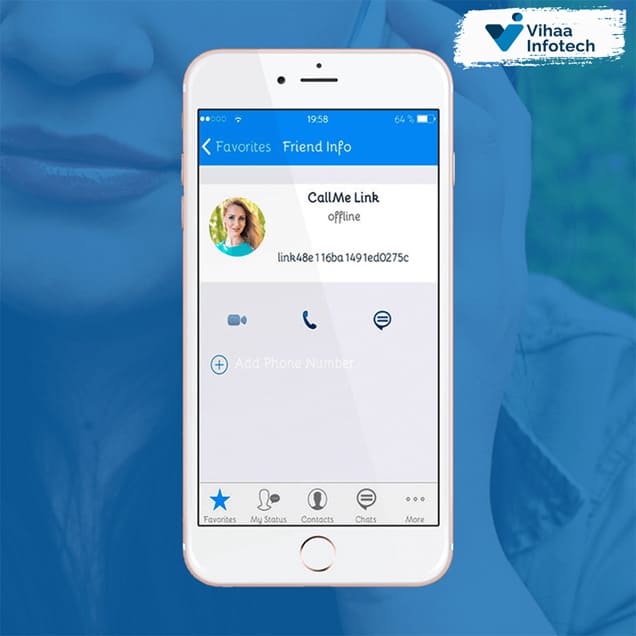 Vihaa
Infotech
19:58
64 %
Favorites
Friend Info
CallMe Link
offline
link48e116ba1491ed0275c
Add Phone Number
Favorites
My Status
Contacts
Chats
More